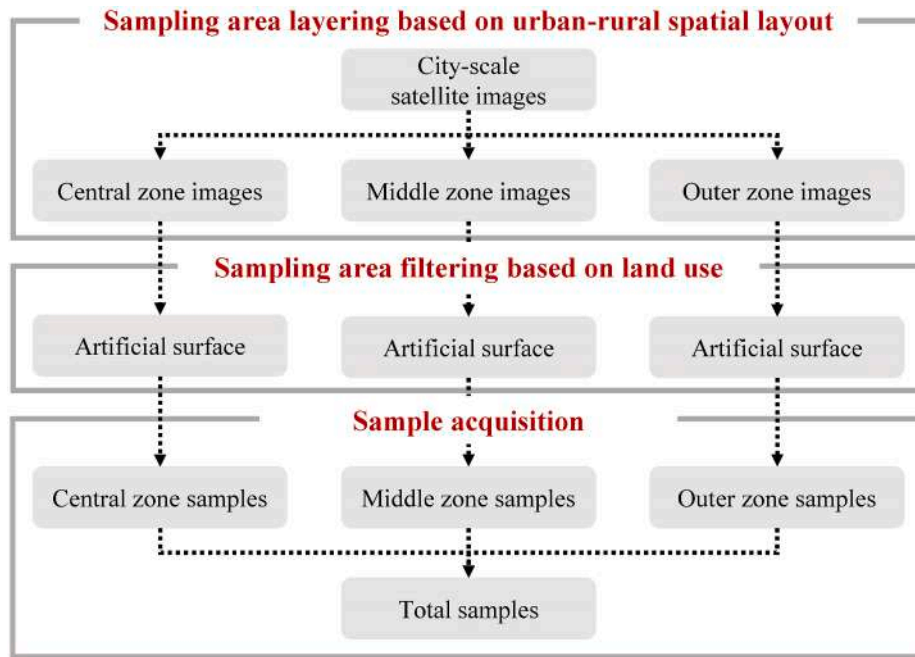 Sampling area layering based on urban-rural spatial layout
City-scale
satellite images
Central zone images
Middle zone images
Outer zone images
Sampling area filtering based on land use
Artificial surface
Artificial surface
Artificial surface
Sample acquisition
Central zone samples
Middle zone samples
Outer zone samples
Total samples